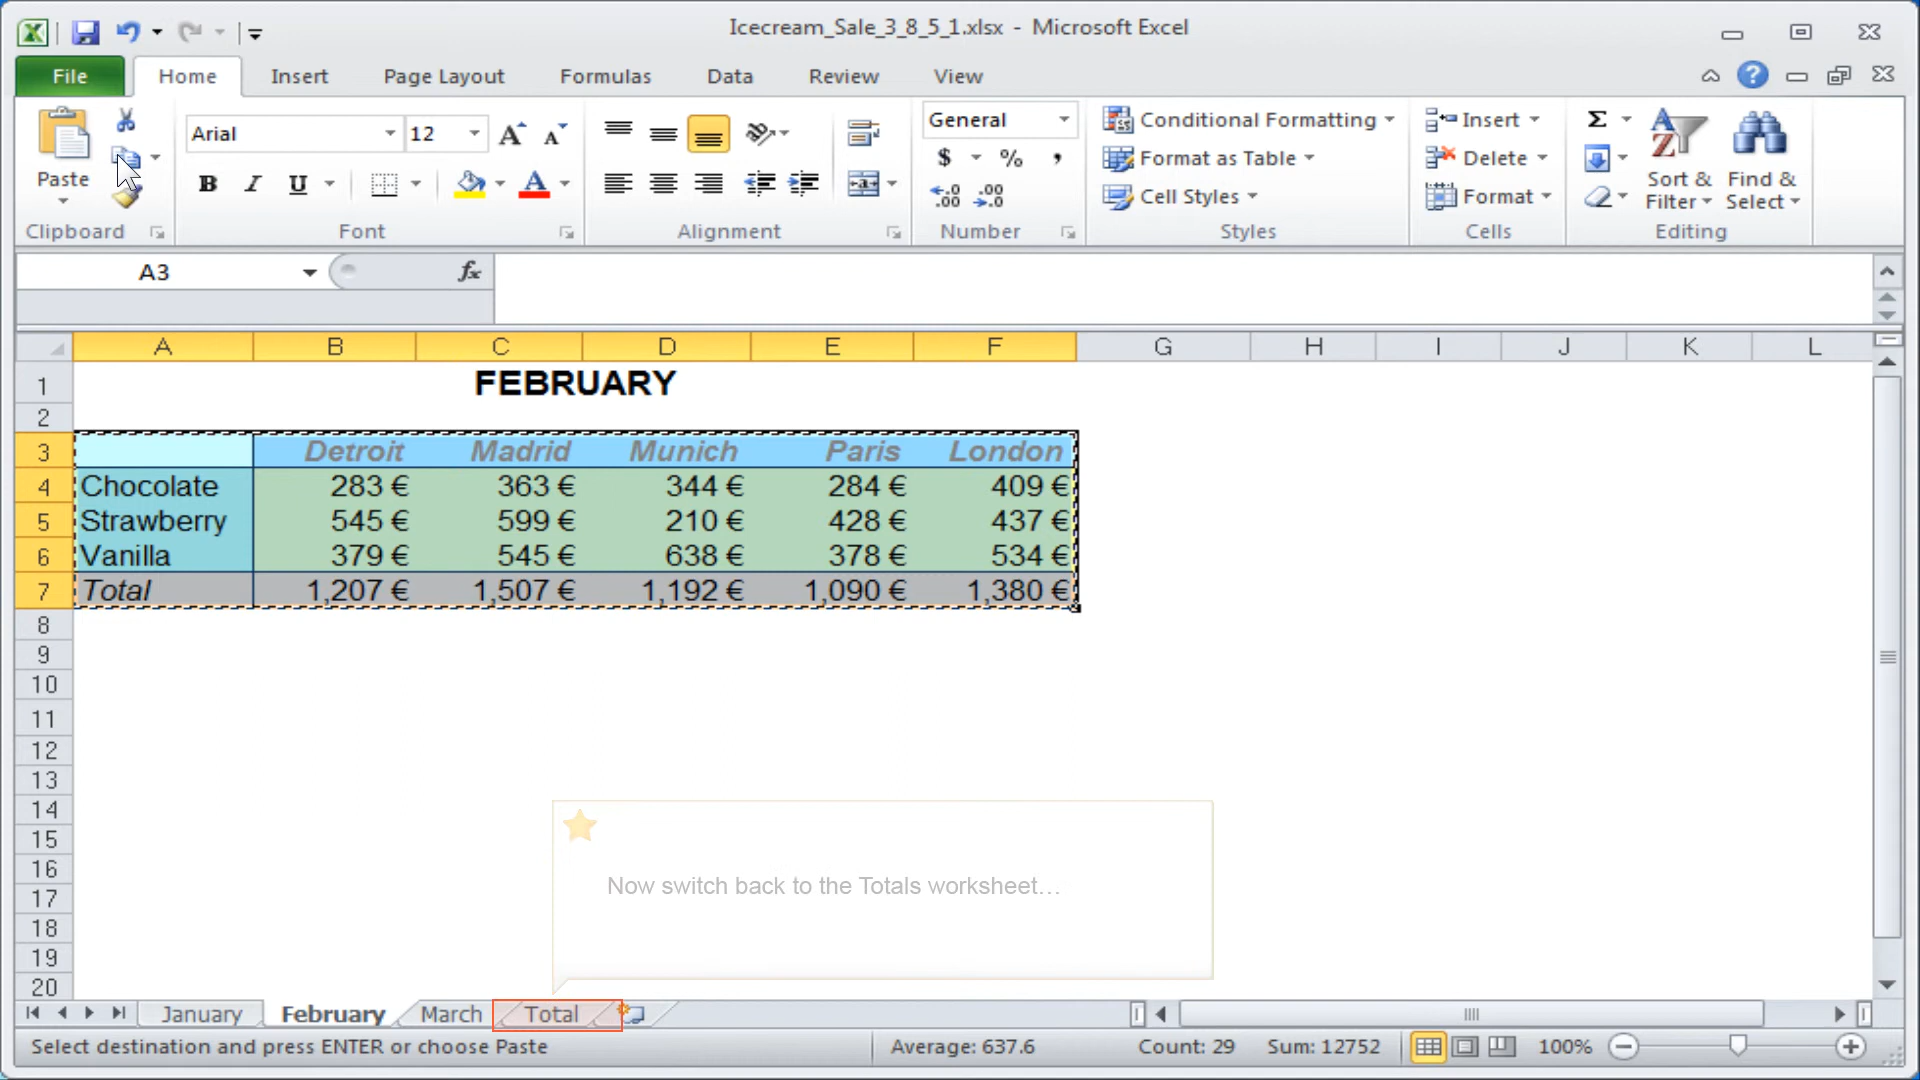 Icecream_Sale_3_8_5_1.xlsx - Microsoft Excel
File Home Insert Page Layout Formulas Data Review View
Paste
Clipboard
Arial 12
B I U A
Font
Alignment
General
$ % ,
Number
Conditional Formatting
Format as Table
Cell Styles
Styles
Insert
Delete
Format
Cells
Σ
Sort & Filter
Find & Select
Editing
A3 fx
A B C D E F G H I J K L
1 FEBRUARY
2
3 Detroit Madrid Munich Paris London
4 Chocolate 283 € 363 € 344 € 284 € 409 €
5 Strawberry 545 € 599 € 210 € 428 € 437 €
6 Vanilla 379 € 545 € 638 € 378 € 534 €
7 Total 1,207 € 1,507 € 1,192 € 1,090 € 1,380 €
8
9
10
11
12
13
14
15
16
17
18
19
20
Now switch back to the Totals worksheet...
January February March Total
Select destination and press ENTER or choose Paste Average: 637.6 Count: 29 Sum: 12752 100%